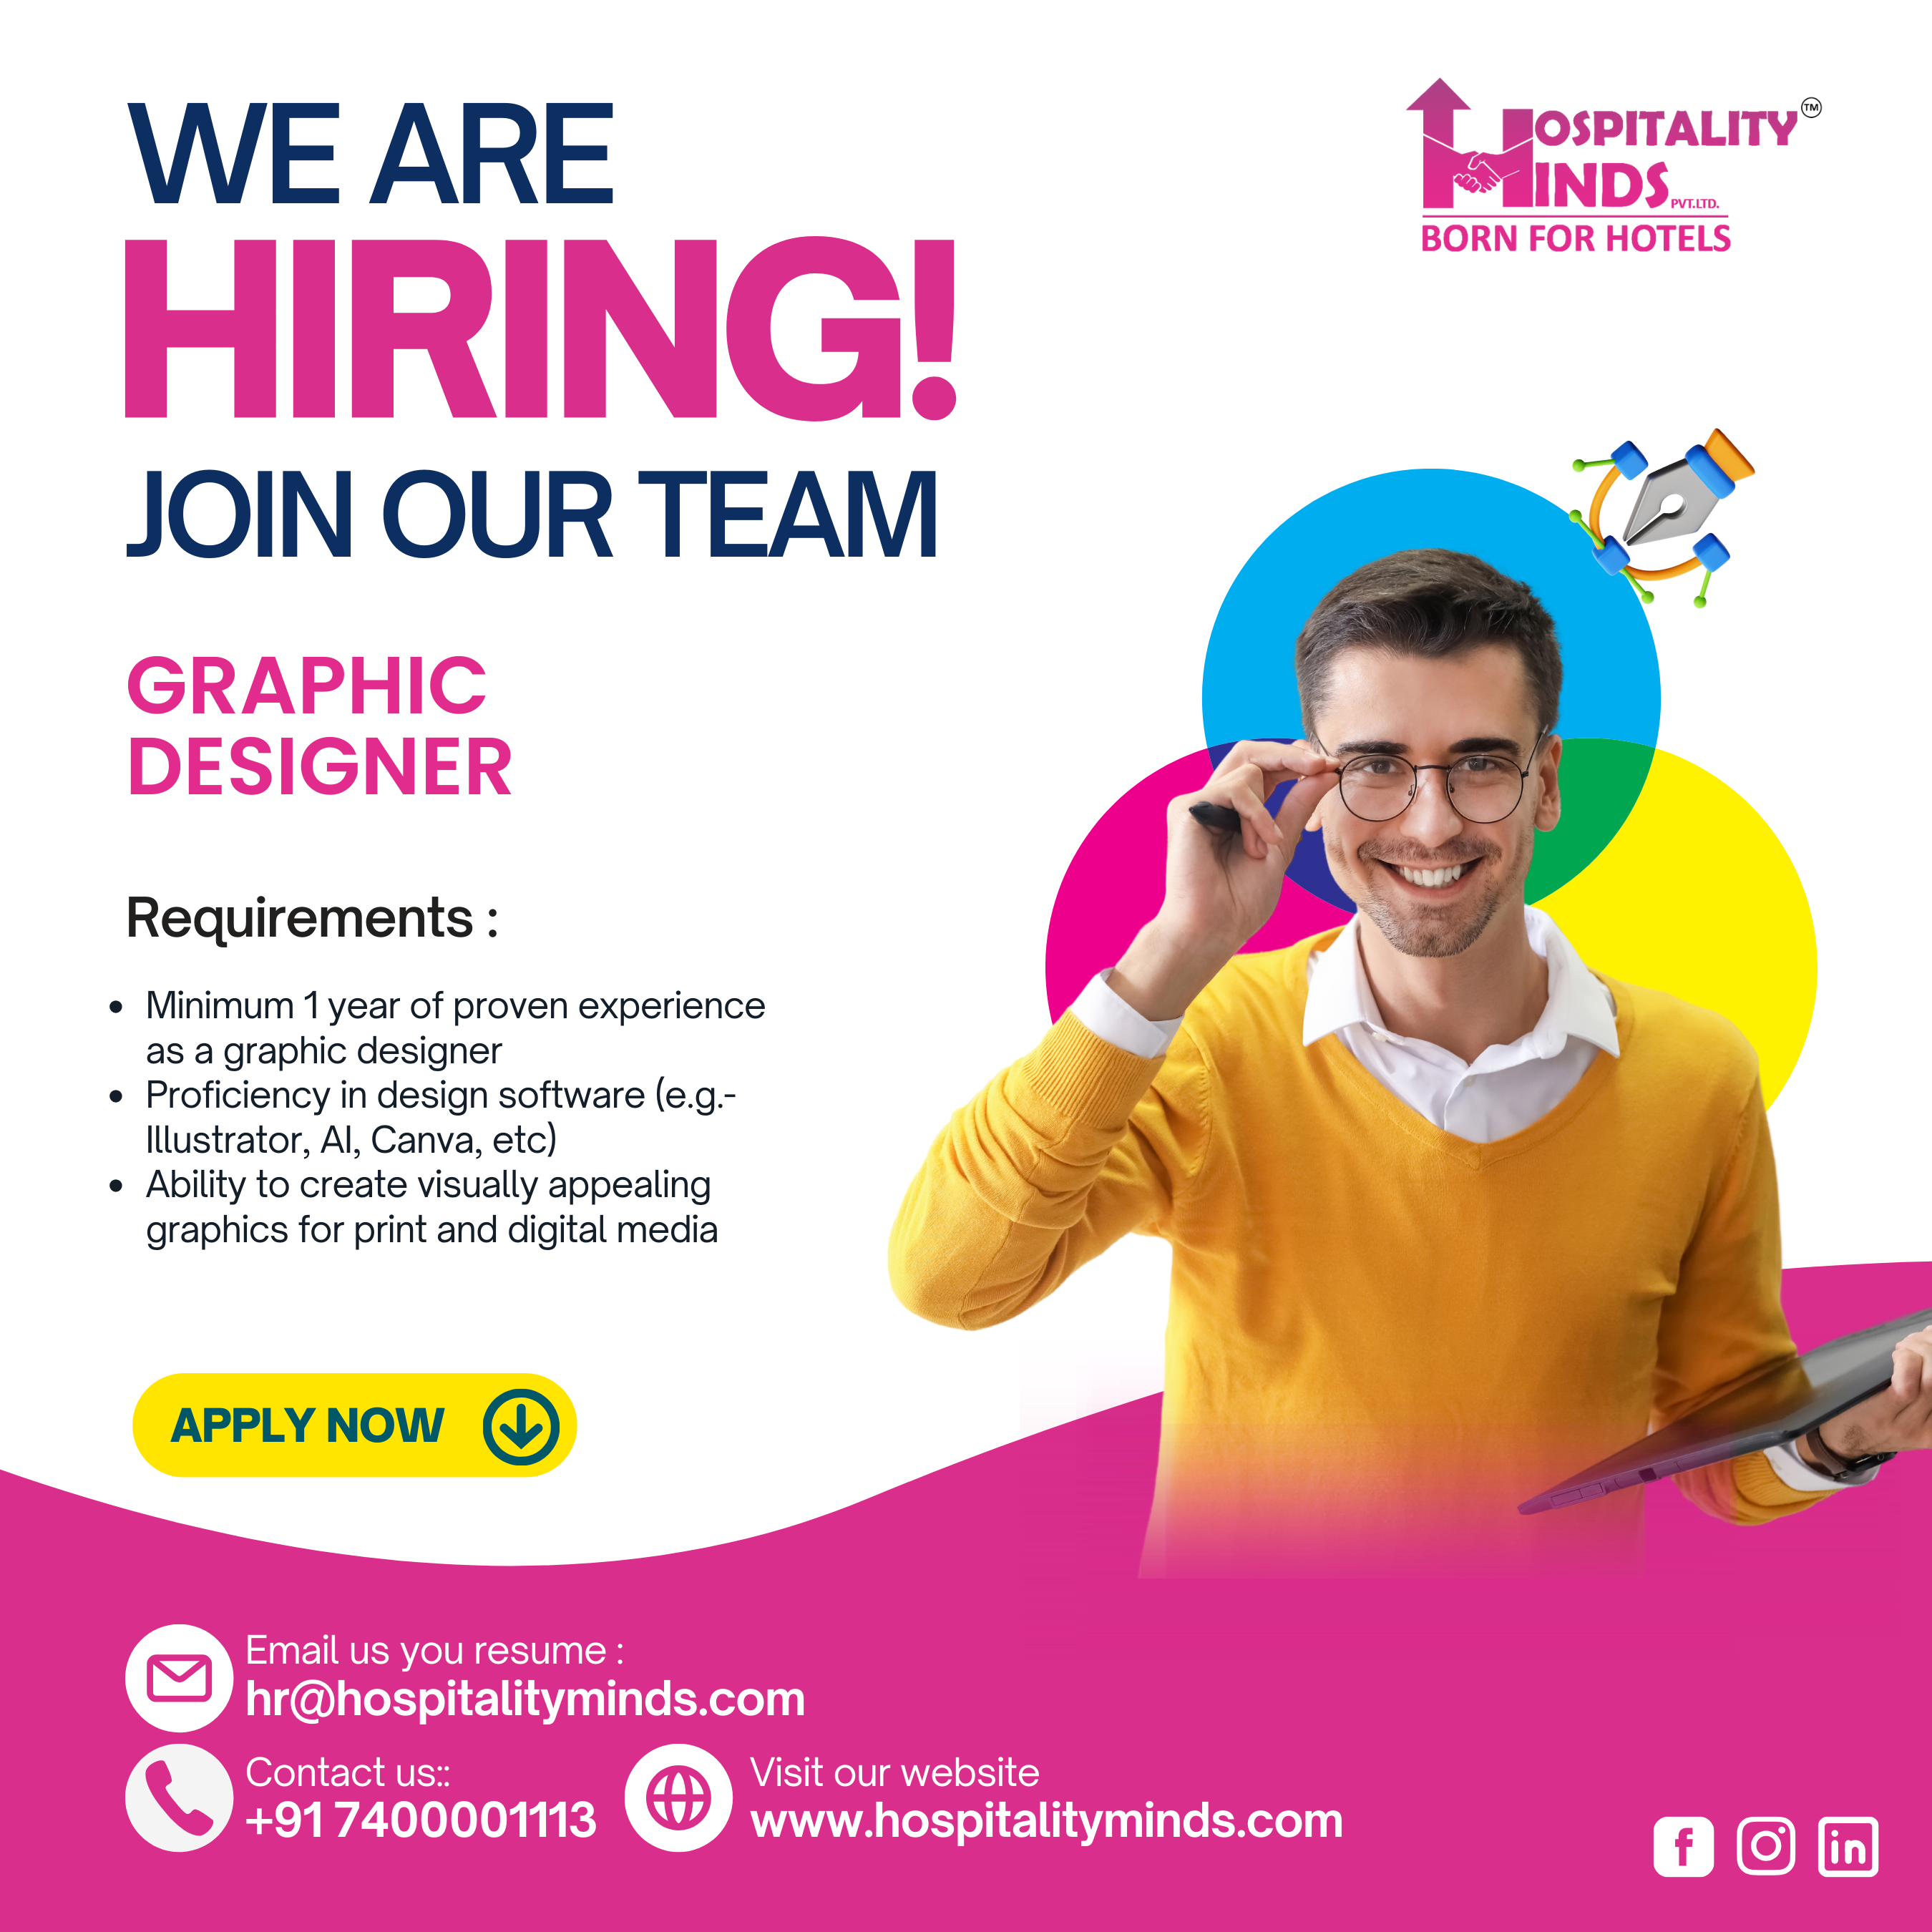 WE ARE
HIRING!
JOIN OUR TEAM
HOSPITALITY TM
MINDS PVT.LTD.
BORN FOR HOTELS
GRAPHIC
DESIGNER
Requirements :
• Minimum 1 year of proven experience
as a graphic designer
• Proficiency in design software (e.g.-
Illustrator, AI, Canva, etc)
• Ability to create visually appealing
graphics for print and digital media
APPLY NOW
Email us you resume :
hr@hospitalityminds.com
Contact us::
+91 7400001113
Visit our website
www.hospitalityminds.com